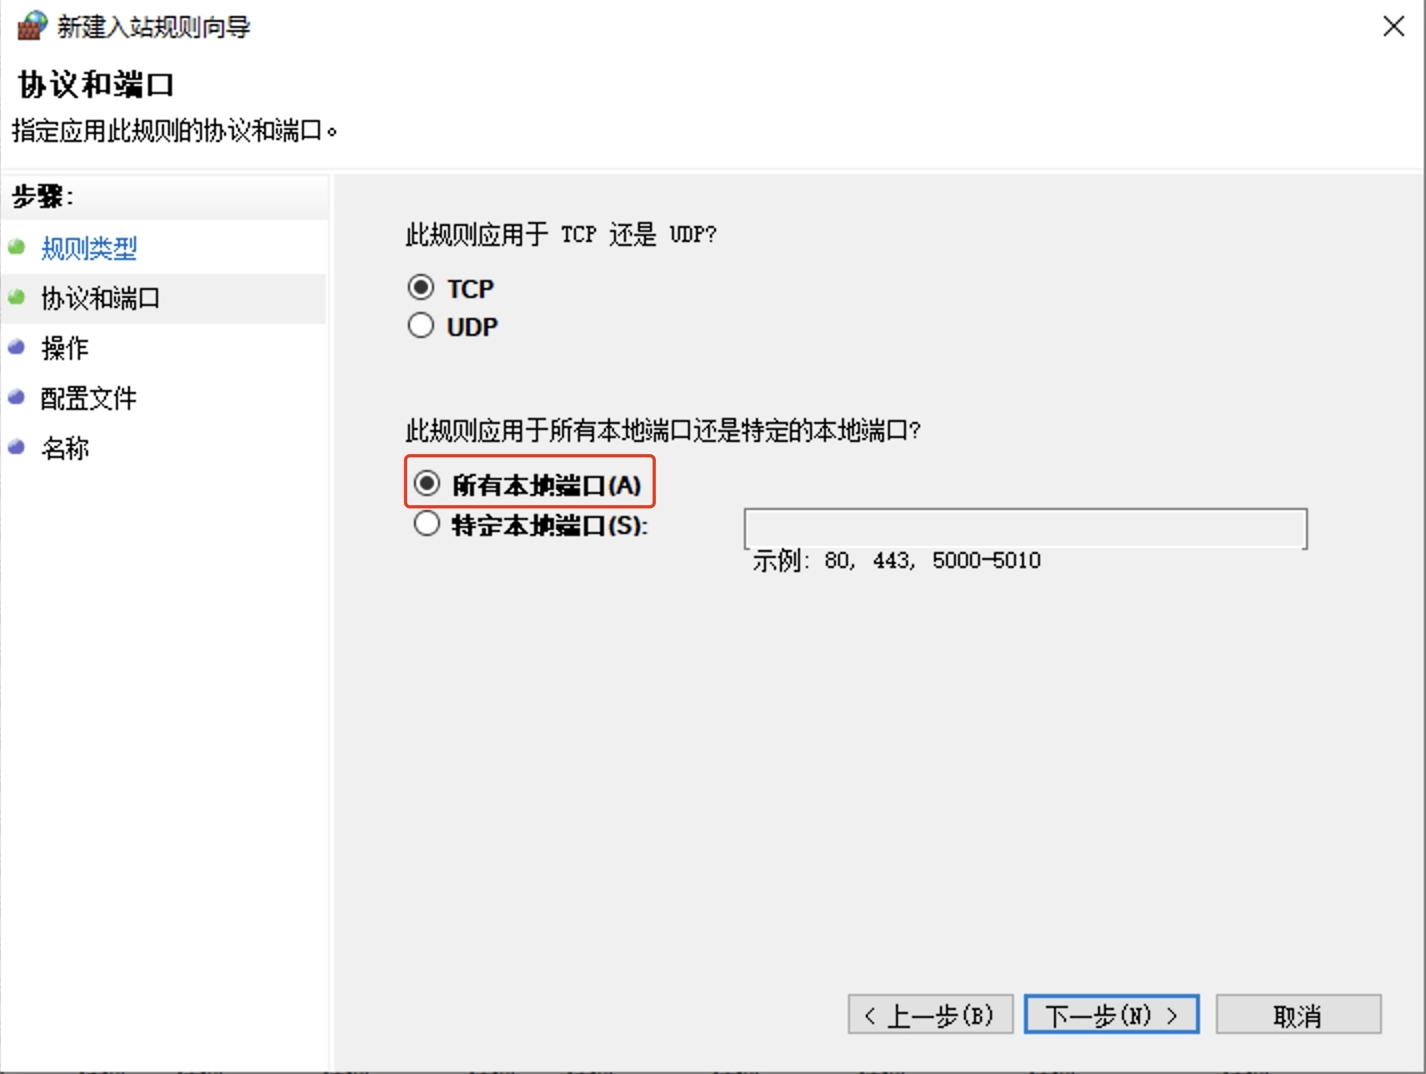 新建入站规则向导
协议和端口
指定应用此规则的协议和端口。
步骤:
规则类型
协议和端口
操作
配置文件
名称
此规则应用于 TCP 还是 UDP?
TCP
UDP
此规则应用于所有本地端口还是特定的本地端口?
所有本地端口(A)
特定本地端口(S):
示例: 80, 443, 5000-5010
< 上一步(B)
下一步(N) >
取消